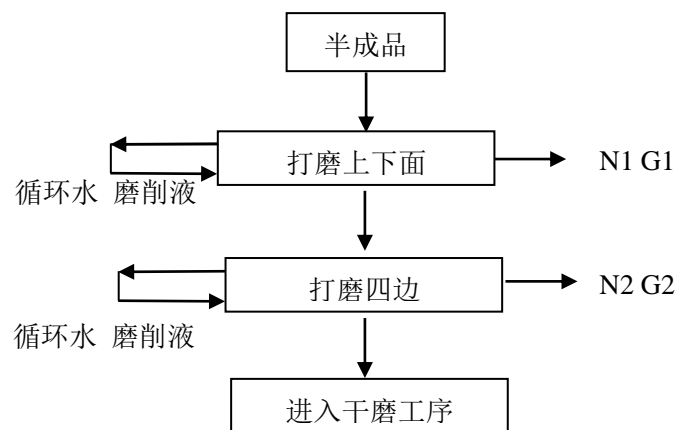 半成品
打磨上下面
N1 G1
循环水 磨削液
打磨四边
N2 G2
循环水 磨削液
进入干磨工序